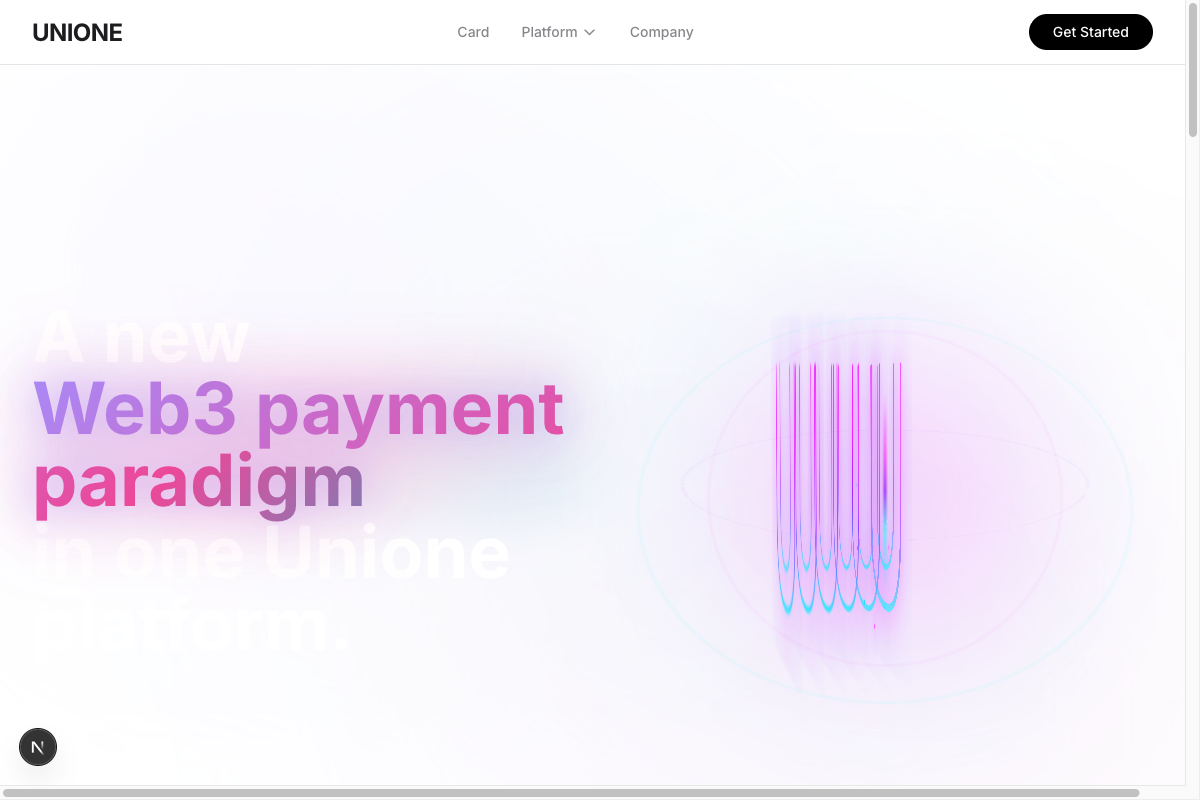 UNIONE
Card
Platform
Company
Get Started
A new
Web3 payment
paradigm
in one Unione
platform.
N